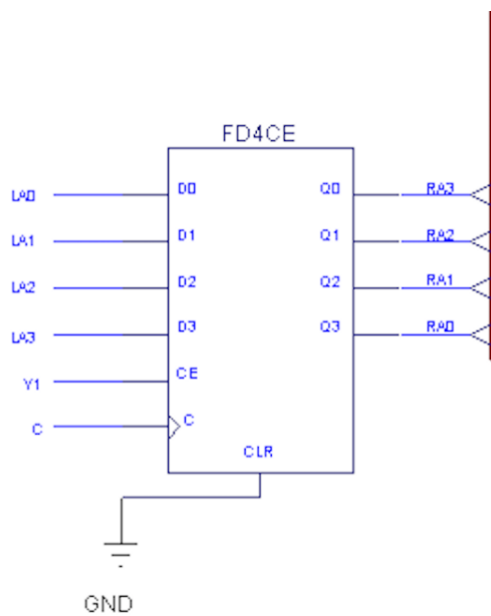 FD4CE
LA0 D0 Q0 RA3
LA1 D1 Q1 RA2
LA2 D2 Q2 RA1
LA3 D3 Q3 RA0
Y1 CE
C C
CLR
GND